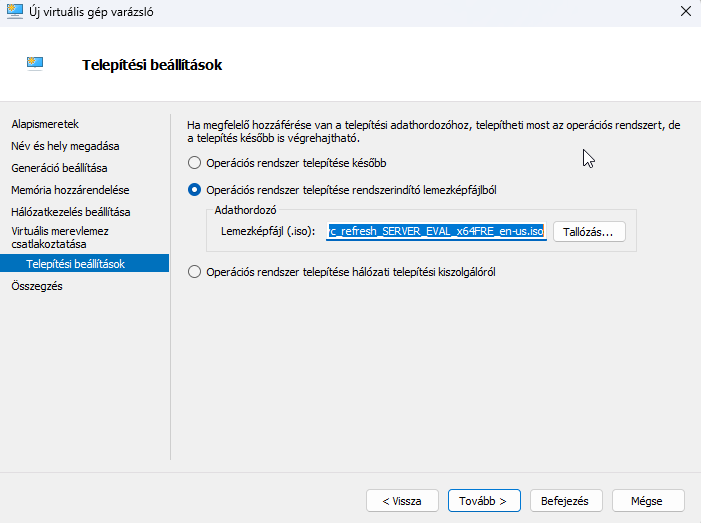 Új virtuális gép varázsló
Telepítési beállítások
Alapismeretek
Név és hely megadása
Generáció beállítása
Memória hozzárendelése
Hálózatkezelés beállítása
Virtuális merevlemez
csatlakoztatása
Telepítési beállítások
Összegzés
Ha megfelelő hozzáférése van a telepítési adathordozóhoz, telepítheti most az operációs rendszert, de
a telepítés később is végrehajtható.
Operációs rendszer telepítése később
Operációs rendszer telepítése rendszerindító lemezképfájlból
Adathordozó
Lemezképfájl (.iso): _refresh_SERVER_EVAL_x64FRE_en-us.iso Tallózás...
Operációs rendszer telepítése hálózati telepítési kiszolgálóról
< Vissza Tovább > Befejezés Mégse